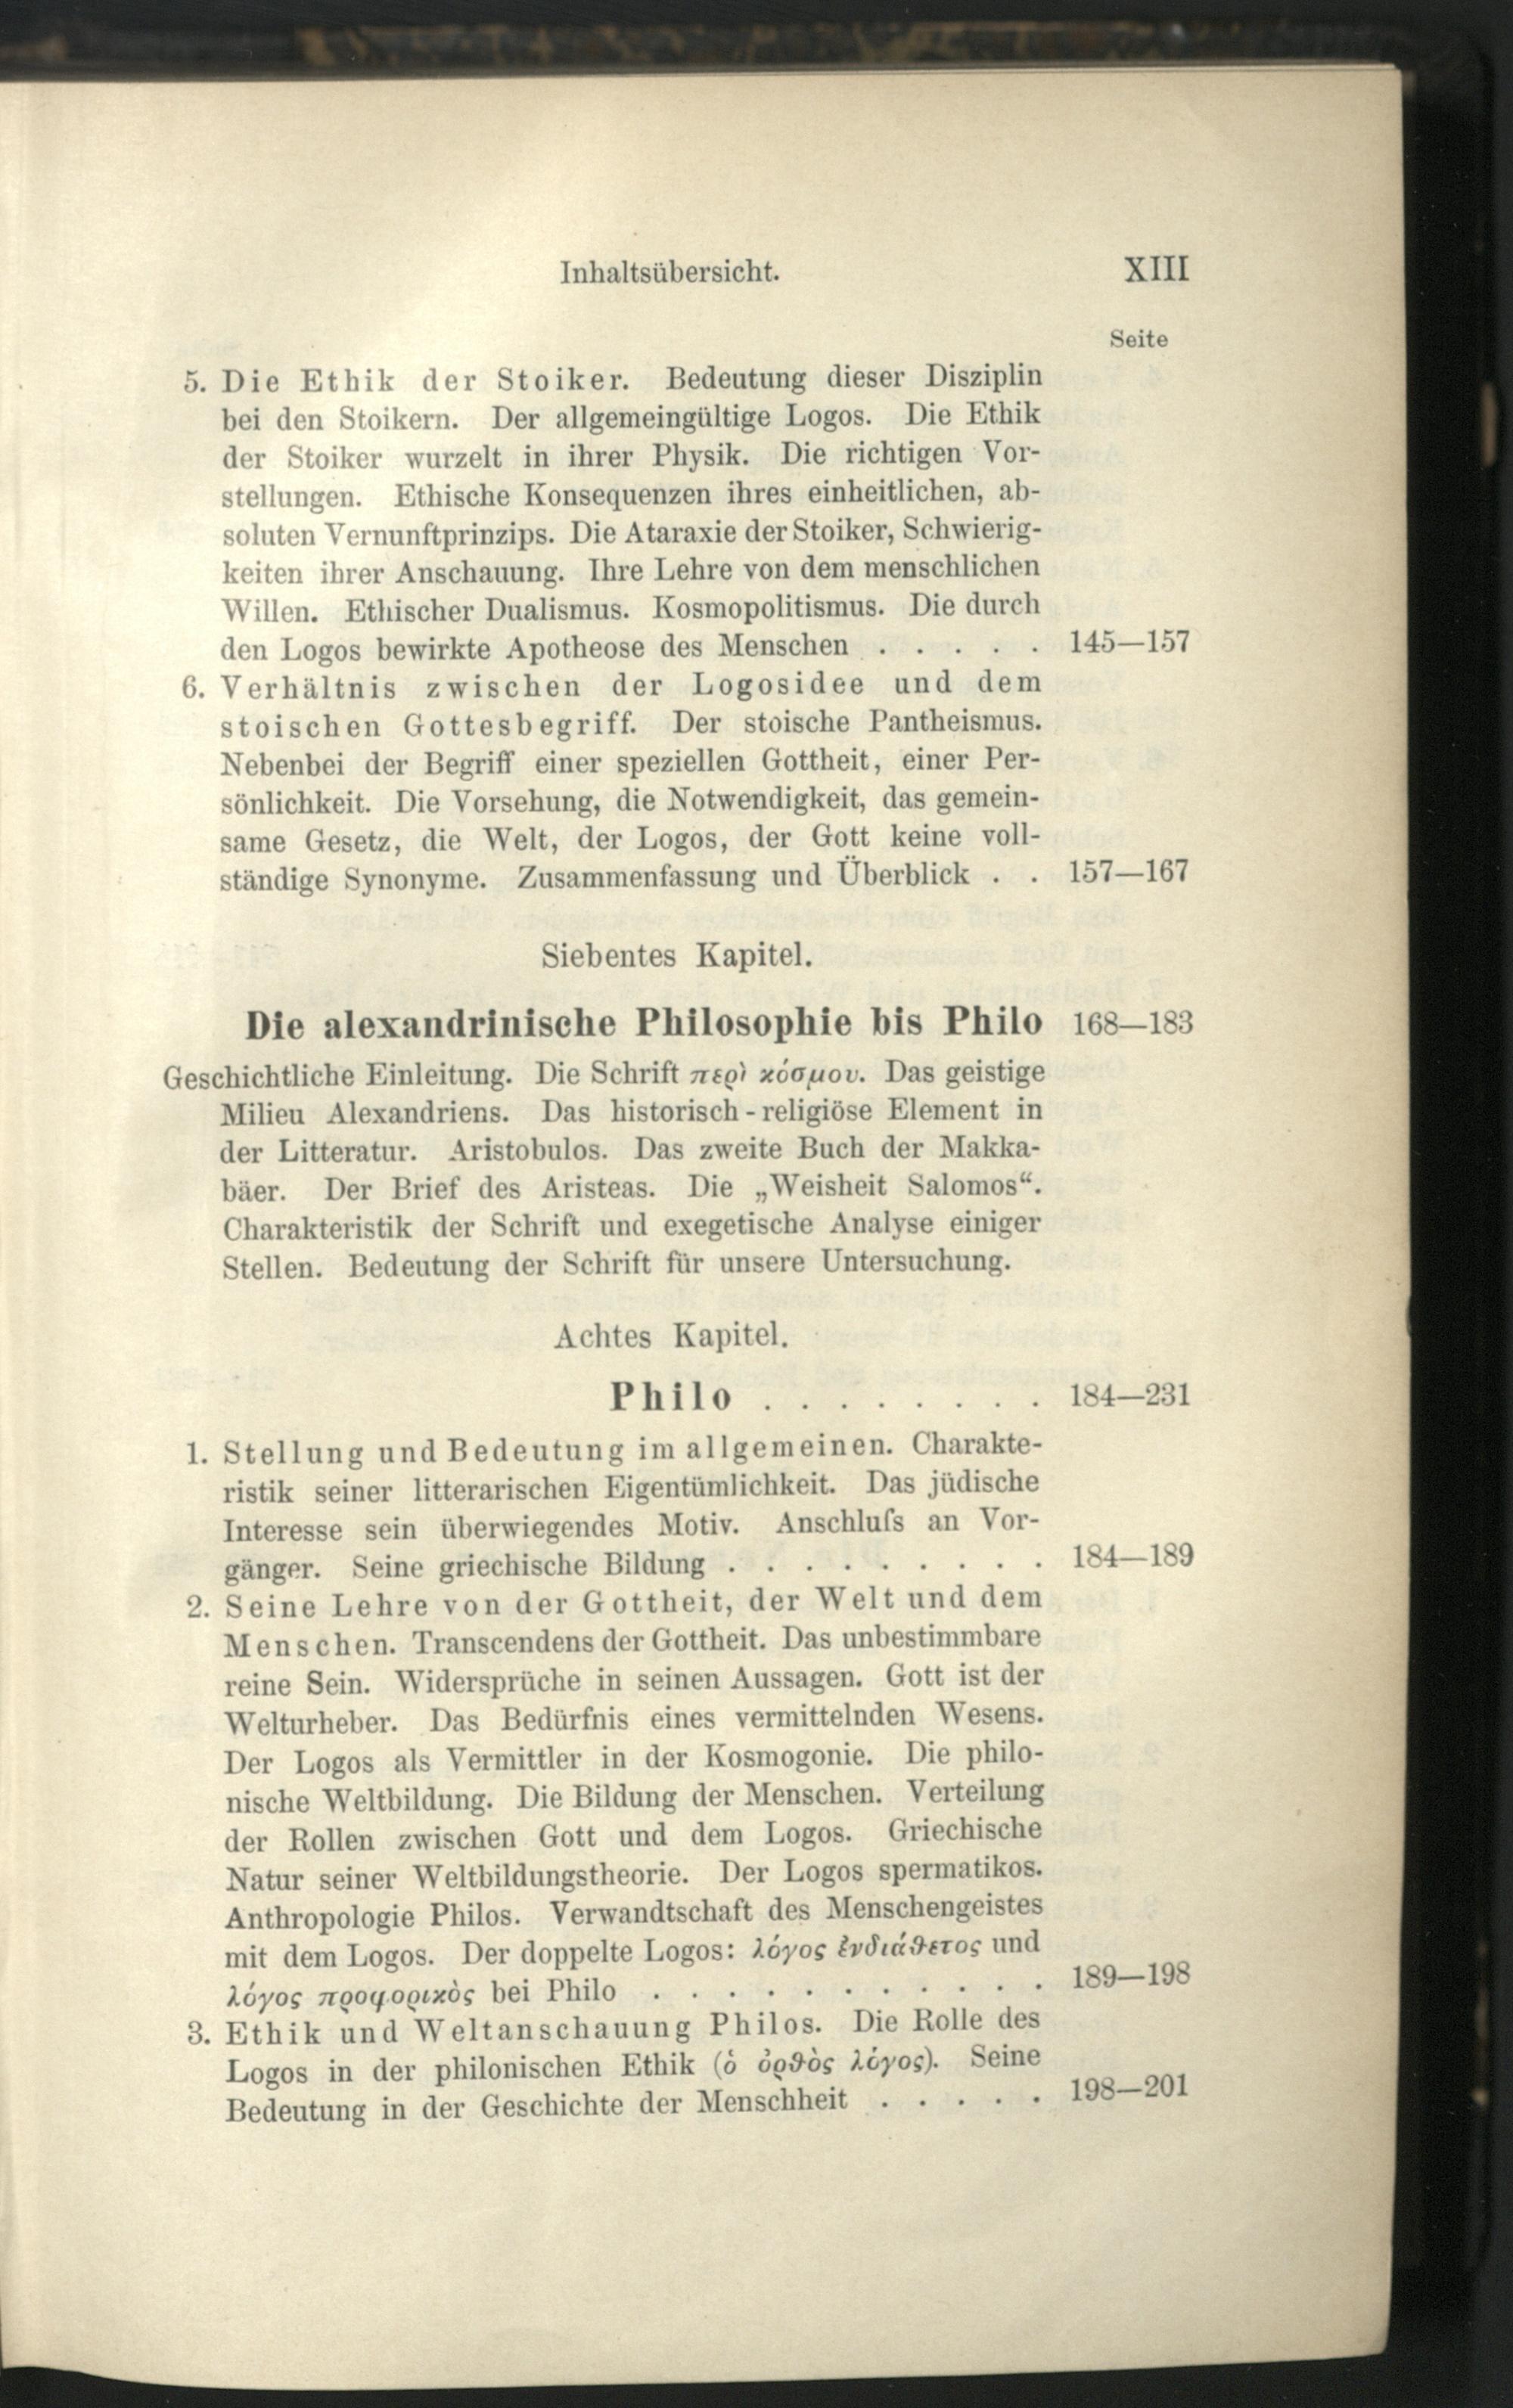 Inhaltsübersicht. XIII
Seite
5. Die Ethik der Stoiker. Bedeutung dieser Disziplin
bei den Stoikern. Der allgemeingültige Logos. Die Ethik
der Stoiker wurzelt in ihrer Physik. Die richtigen Vor-
stellungen. Ethische Konsequenzen ihres einheitlichen, ab-
soluten Vernunftprinzips. Die Ataraxie der Stoiker, Schwierig-
keiten ihrer Anschauung. Ihre Lehre von dem menschlichen
Willen. Ethischer Dualismus. Kosmopolitismus. Die durch
den Logos bewirkte Apotheose des Menschen . . . . . 145—157
6. Verhältnis zwischen der Logosidee und dem
stoischen Gottesbegriff. Der stoische Pantheismus.
Nebenbei der Begriff einer speziellen Gottheit, einer Per-
sönlichkeit. Die Vorsehung, die Notwendigkeit, das gemein-
same Gesetz, die Welt, der Logos, der Gott keine voll-
ständige Synonyme. Zusammenfassung und Überblick . . 157—167
Siebentes Kapitel.
Die alexandrinische Philosophie bis Philo 168—183
Geschichtliche Einleitung. Die Schrift περὶ κόσμου. Das geistige
Milieu Alexandriens. Das historisch-religiöse Element in
der Litteratur. Aristobulos. Das zweite Buch der Makka-
bäer. Der Brief des Aristeas. Die „Weisheit Salomos“.
Charakteristik der Schrift und exegetische Analyse einiger
Stellen. Bedeutung der Schrift für unsere Untersuchung.
Achtes Kapitel.
Philo . . . . . . . . 184—231
1. Stellung und Bedeutung im allgemeinen. Charakte-
ristik seiner litterarischen Eigentümlichkeit. Das jüdische
Interesse sein überwiegendes Motiv. Anschluſs an Vor-
gänger. Seine griechische Bildung . . . . . . . . . 184—189
2. Seine Lehre von der Gottheit, der Welt und dem
Menschen. Transcendens der Gottheit. Das unbestimmbare
reine Sein. Widersprüche in seinen Aussagen. Gott ist der
Welturheber. Das Bedürfnis eines vermittelnden Wesens.
Der Logos als Vermittler in der Kosmogonie. Die philo-
nische Weltbildung. Die Bildung der Menschen. Verteilung
der Rollen zwischen Gott und dem Logos. Griechische
Natur seiner Weltbildungstheorie. Der Logos spermatikos.
Anthropologie Philos. Verwandtschaft des Menschengeistes
mit dem Logos. Der doppelte Logos: λόγος ἐνδιάθετος und
λόγος προφορικὸς bei Philo . . . . . . . . . . . 189—198
3. Ethik und Weltanschauung Philos. Die Rolle des
Logos in der philonischen Ethik (ὁ ὀρθὸς λόγος). Seine
Bedeutung in der Geschichte der Menschheit . . . . . 198—201